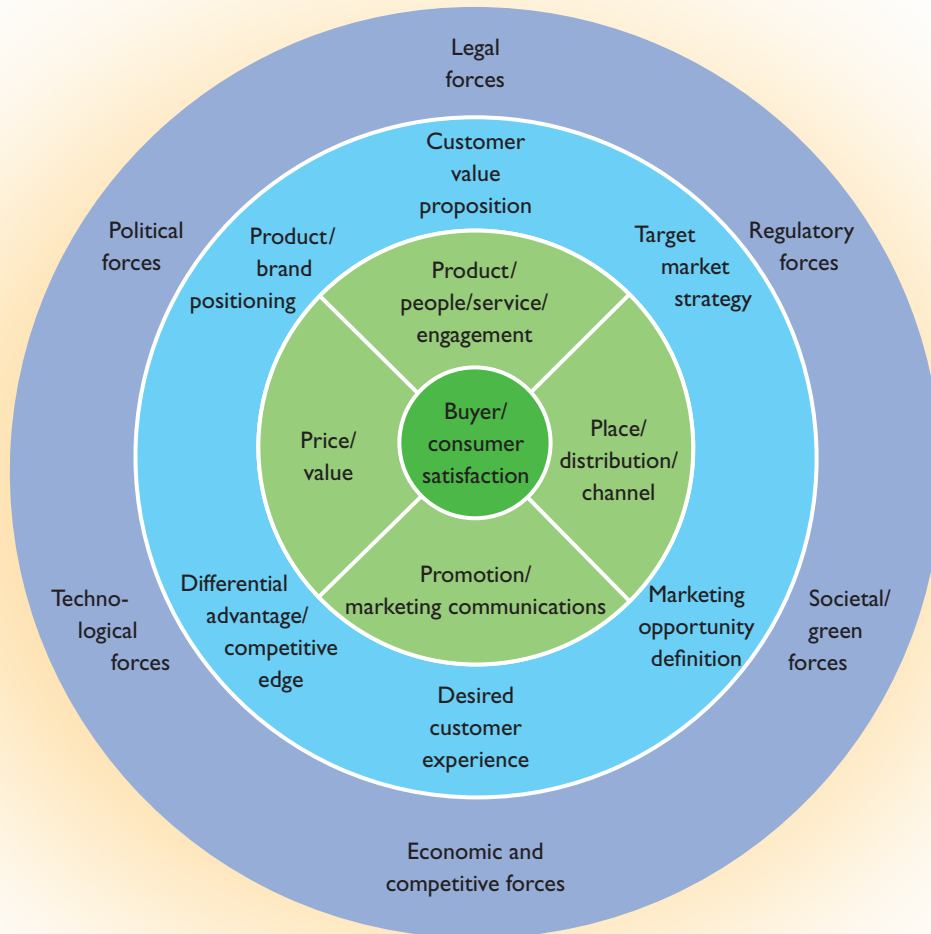 Legal
forces
Customer
value
proposition
Political
forces
Product/
brand
positioning
Target
market
strategy
Regulatory
forces
Product/
people/service/
engagement
Price/
value
Buyer/
consumer
satisfaction
Place/
distribution/
channel
Promotion/
marketing communications
Techno-
logical
forces
Differential
advantage/
competitive
edge
Marketing
opportunity
definition
Societal/
green
forces
Desired
customer
experience
Economic and
competitive forces